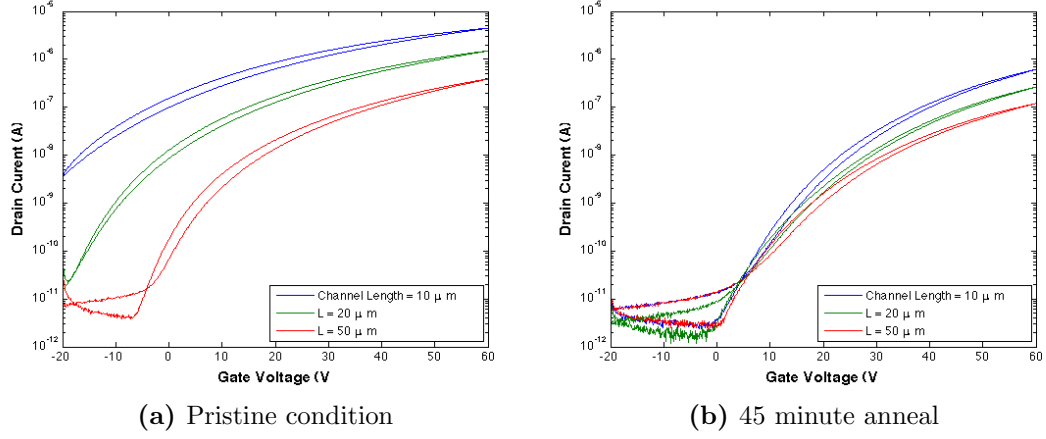 10^-6
10^-6
10^-7
10^-8
10^-9
10^-10
10^-11
10^-12
Drain Current (A)
-20 -10 0 10 20 30 40 50 60
Gate Voltage (V
Channel Length = 10 μ m
L = 20 μ m
L = 50 μ m
(a) Pristine condition
10^-5
10^-6
10^-7
10^-8
10^-9
10^-10
10^-11
10^-12
Drain Current (A)
-20 -10 0 10 20 30 40 50 60
Gate Voltage (V
Channel Length = 10 μ m
L = 20 μ m
L = 50 μ m
(b) 45 minute anneal